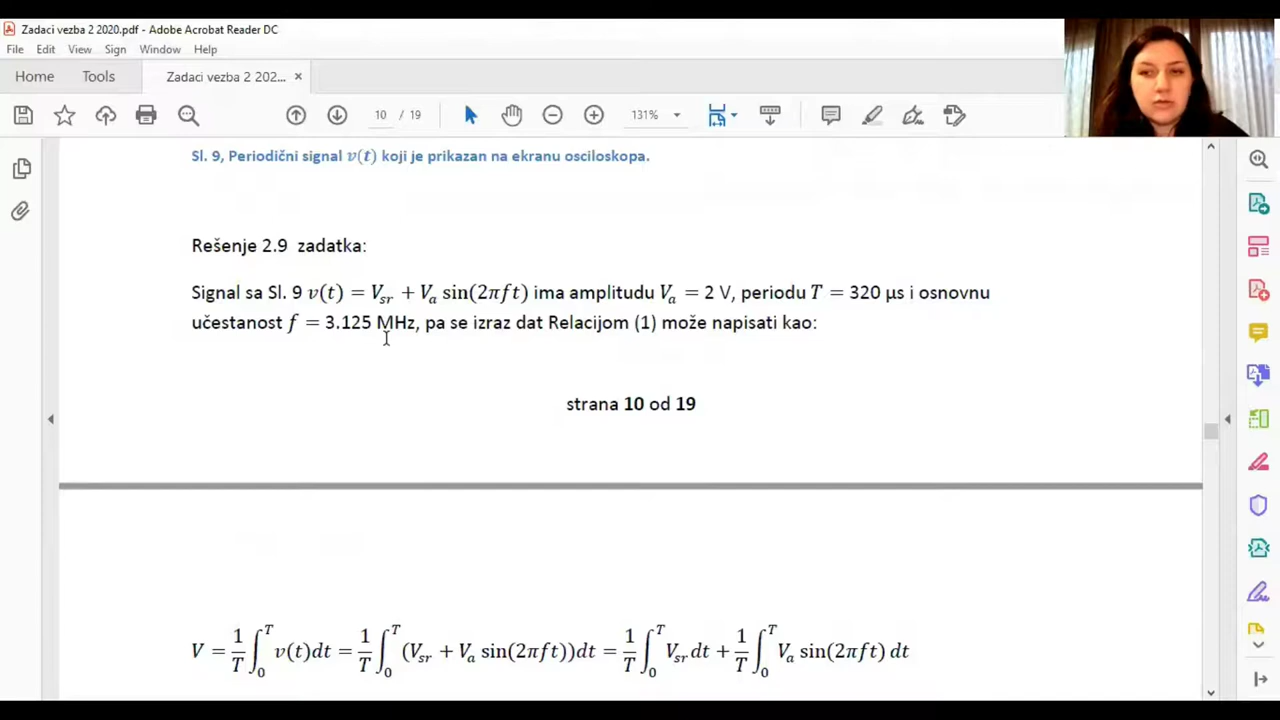 Zadaci vezba 2 2020.pdf - Adobe Acrobat Reader DC
File Edit View Sign Window Help
Home Tools Zadaci vezba 2 202... ×
10 / 19 131%
Sl. 9, Periodični signal v(t) koji je prikazan na ekranu osciloskopa.
Rešenje 2.9 zadatka:
Signal sa Sl. 9 v(t) = V_sr + V_a sin(2πft) ima amplitudu V_a = 2 V, periodu T = 320 μs i osnovnu
učestanost f = 3.125 MHz, pa se izraz dat Relacijom (1) može napisati kao:
strana 10 od 19
V = 1/T ∫_0^T v(t)dt = 1/T ∫_0^T (V_sr + V_a sin(2πft))dt = 1/T ∫_0^T V_sr dt + 1/T ∫_0^T V_a sin(2πft) dt